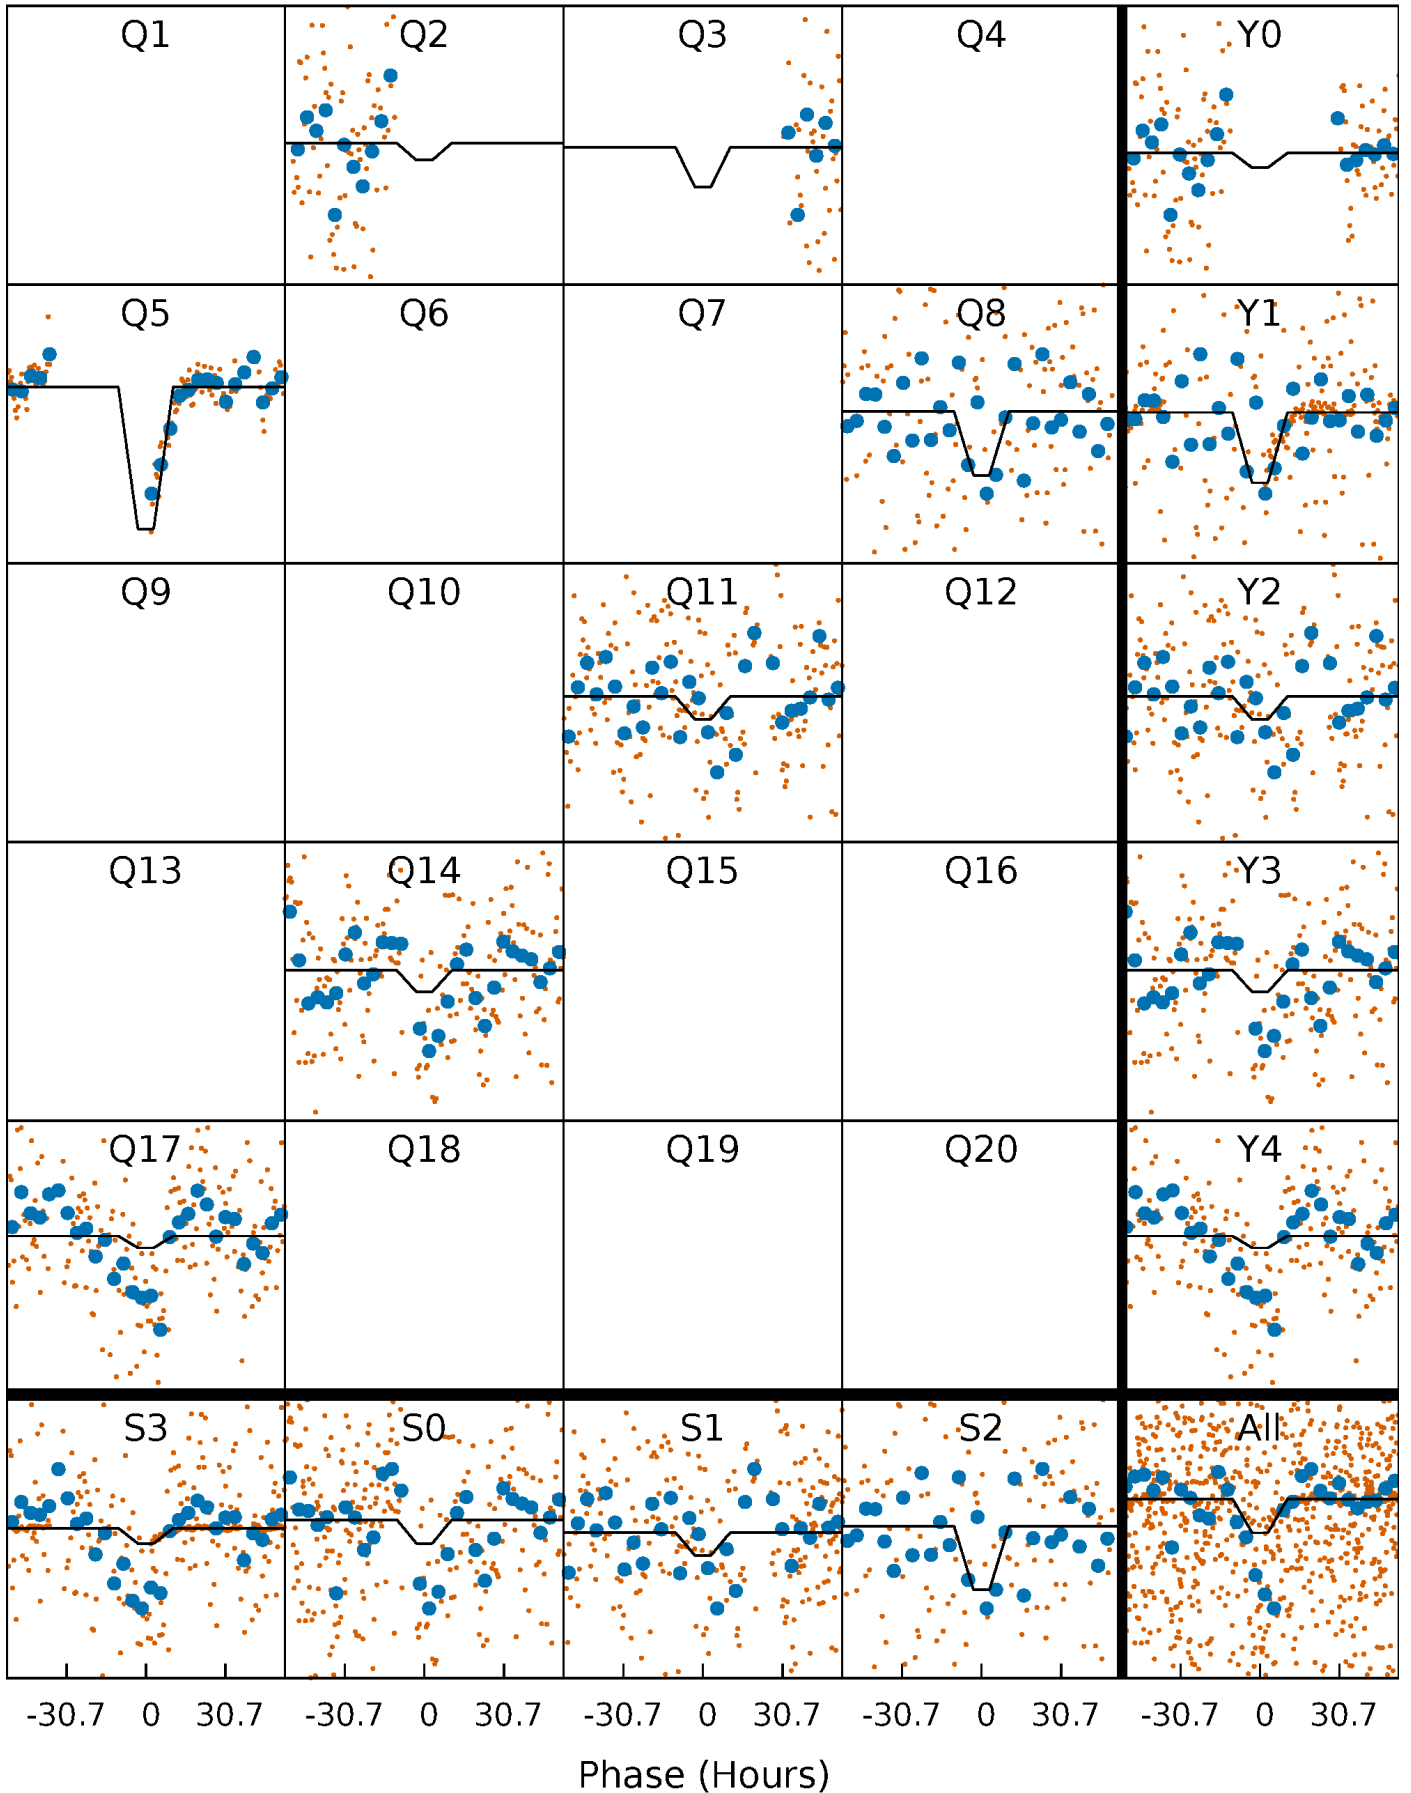 Q1 Q2 Q3 Q4 Y0
Q5 Q6 Q7 Q8 Y1
Q9 Q10 Q11 Q12 Y2
Q13 Q14 Q15 Q16 Y3
Q17 Q18 Q19 Q20 Y4
S3 S0 S1 S2 All
-30.7 0 30.7 -30.7 0 30.7 -30.7 0 30.7 -30.7 0 30.7 -30.7 0 30.7
Phase (Hours)